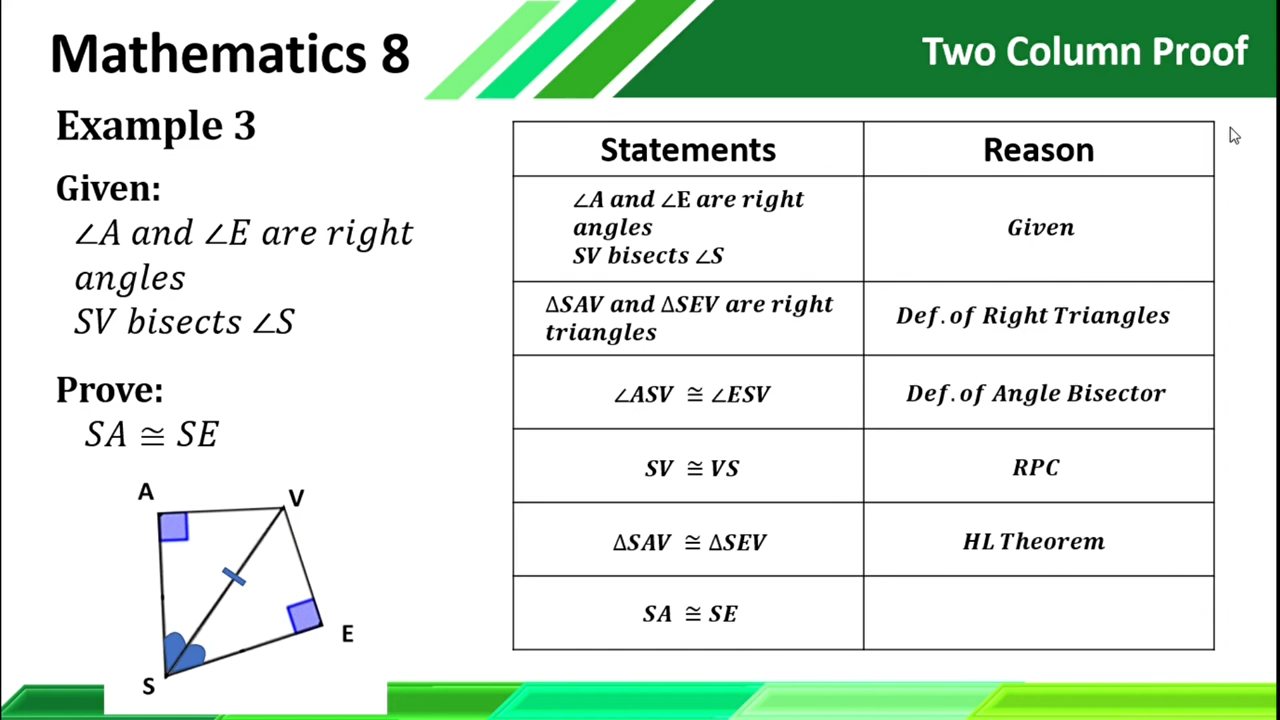 Mathematics 8
Two Column Proof
Example 3
Given:
∠A and ∠E are right
angles
SV bisects ∠S
Prove:
SA ≅ SE
A
V
E
S
Statements
Reason
∠A and ∠E are right
angles
SV bisects ∠S
Given
∆SAV and ∆SEV are right
triangles
Def. of Right Triangles
∠ASV ≅ ∠ESV
Def. of Angle Bisector
SV ≅ VS
RPC
∆SAV ≅ ∆SEV
HL Theorem
SA ≅ SE